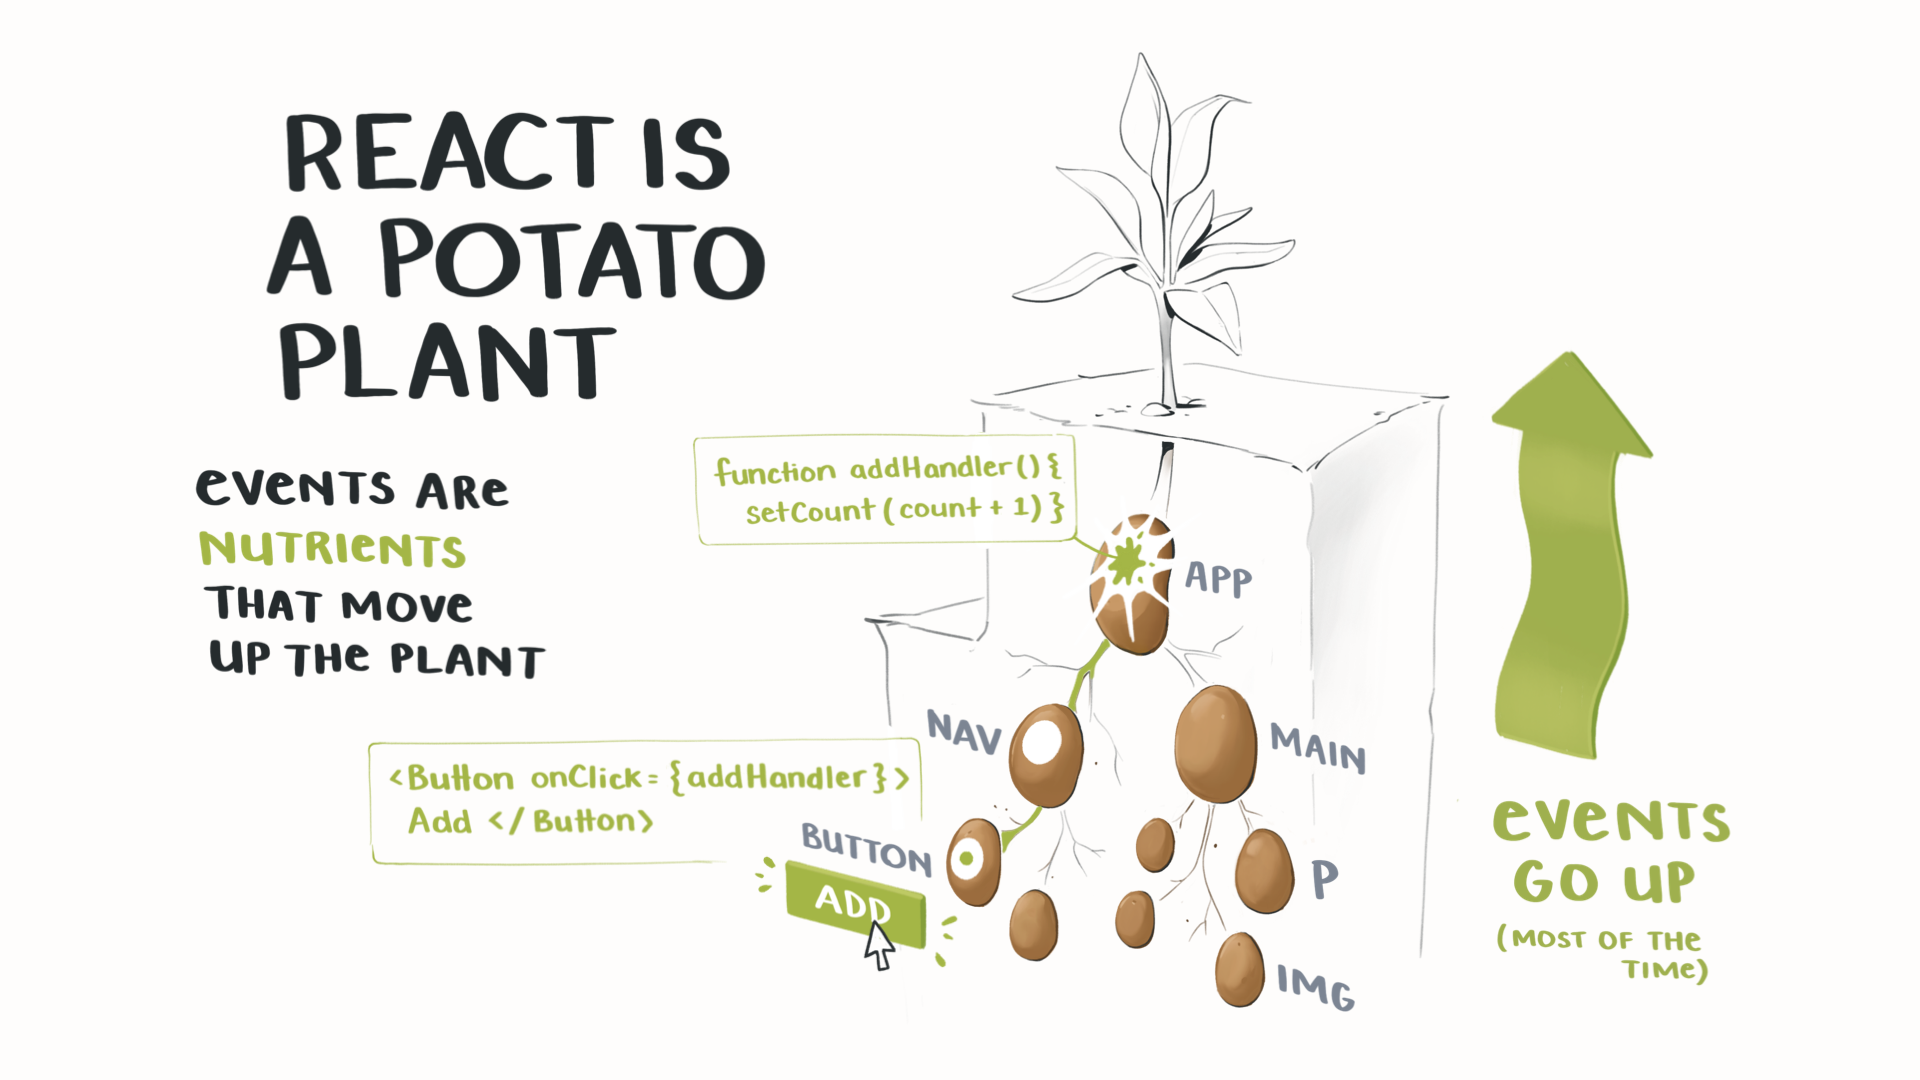 REACT IS
A POTATO
PLANT
EVENTS ARE
NUTRIENTS
THAT MOVE
UP THE PLANT
function addHandler() {
setCount (count + 1) }
APP
NAV
MAIN
<Button onClick = {addHandler}>
Add </Button>
BUTTON
ADD
P
IMG
EVENTS
GO UP
(MOST OF THE
TIME)